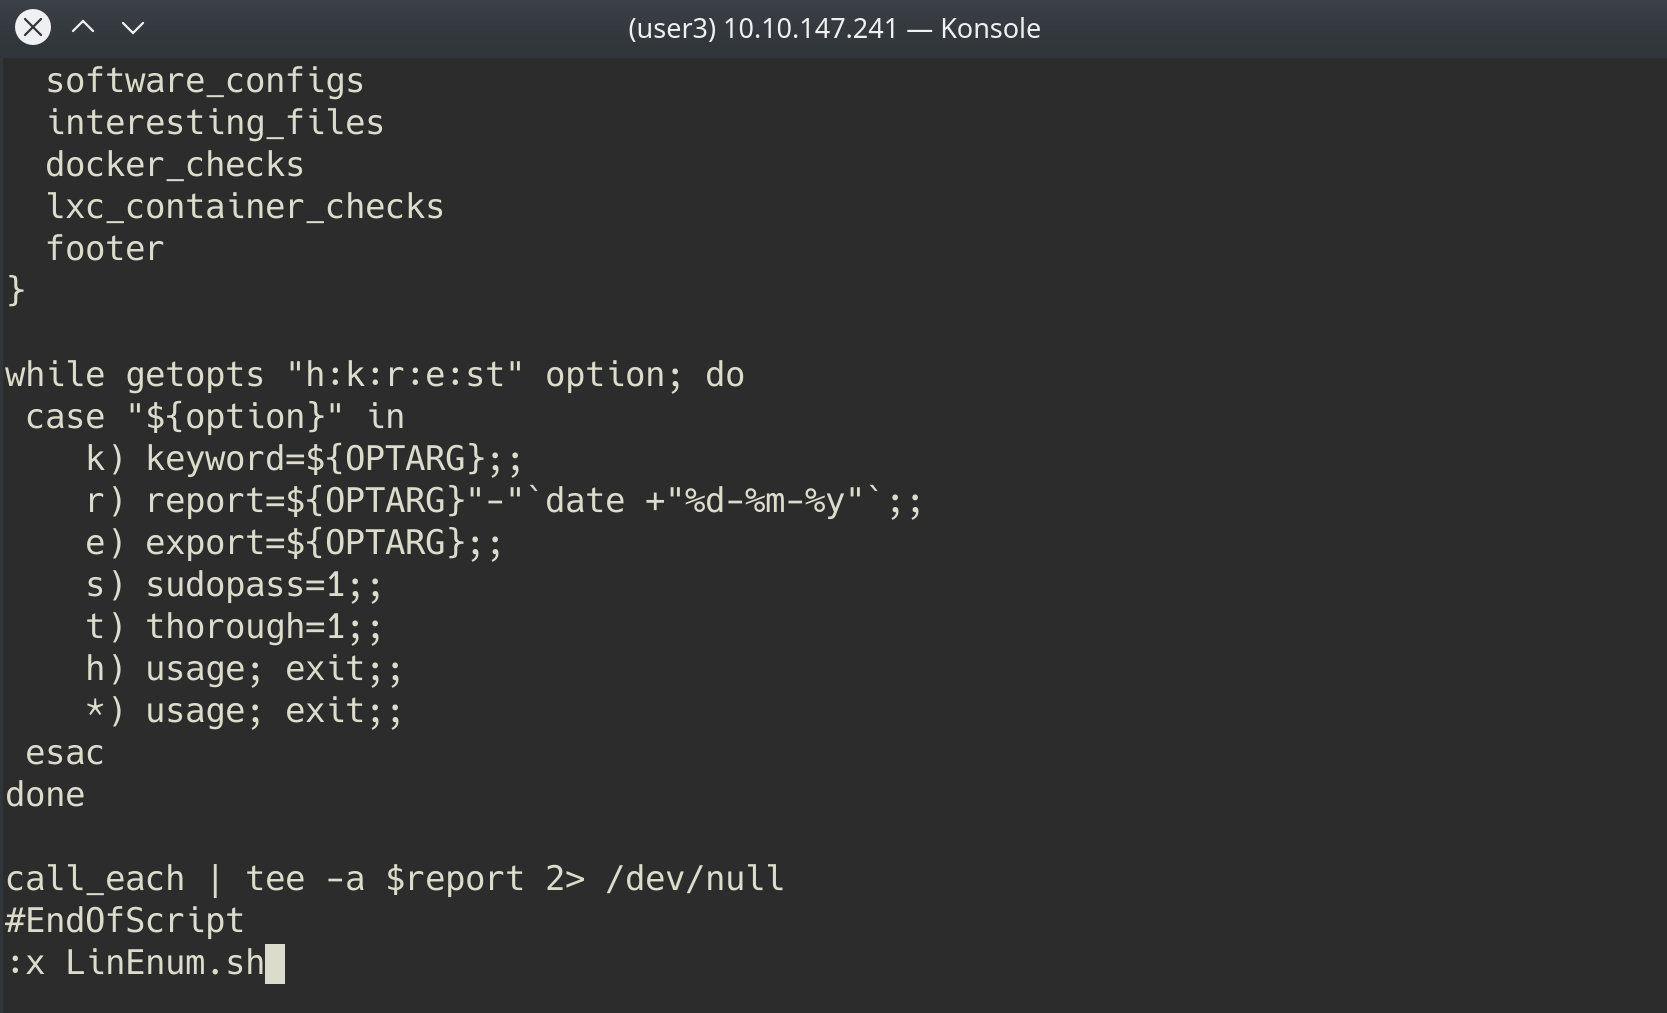 (user3) 10.10.147.241 — Konsole
  software_configs
  interesting_files
  docker_checks
  lxc_container_checks
  footer
}

while getopts "h:k:r:e:st" option; do
 case "${option}" in
    k) keyword=${OPTARG};;
    r) report=${OPTARG}"-"`date +"%d-%m-%y"`;;
    e) export=${OPTARG};;
    s) sudopass=1;;
    t) thorough=1;;
    h) usage; exit;;
    *) usage; exit;;
 esac
done

call_each | tee -a $report 2> /dev/null
#EndOfScript
:x LinEnum.sh